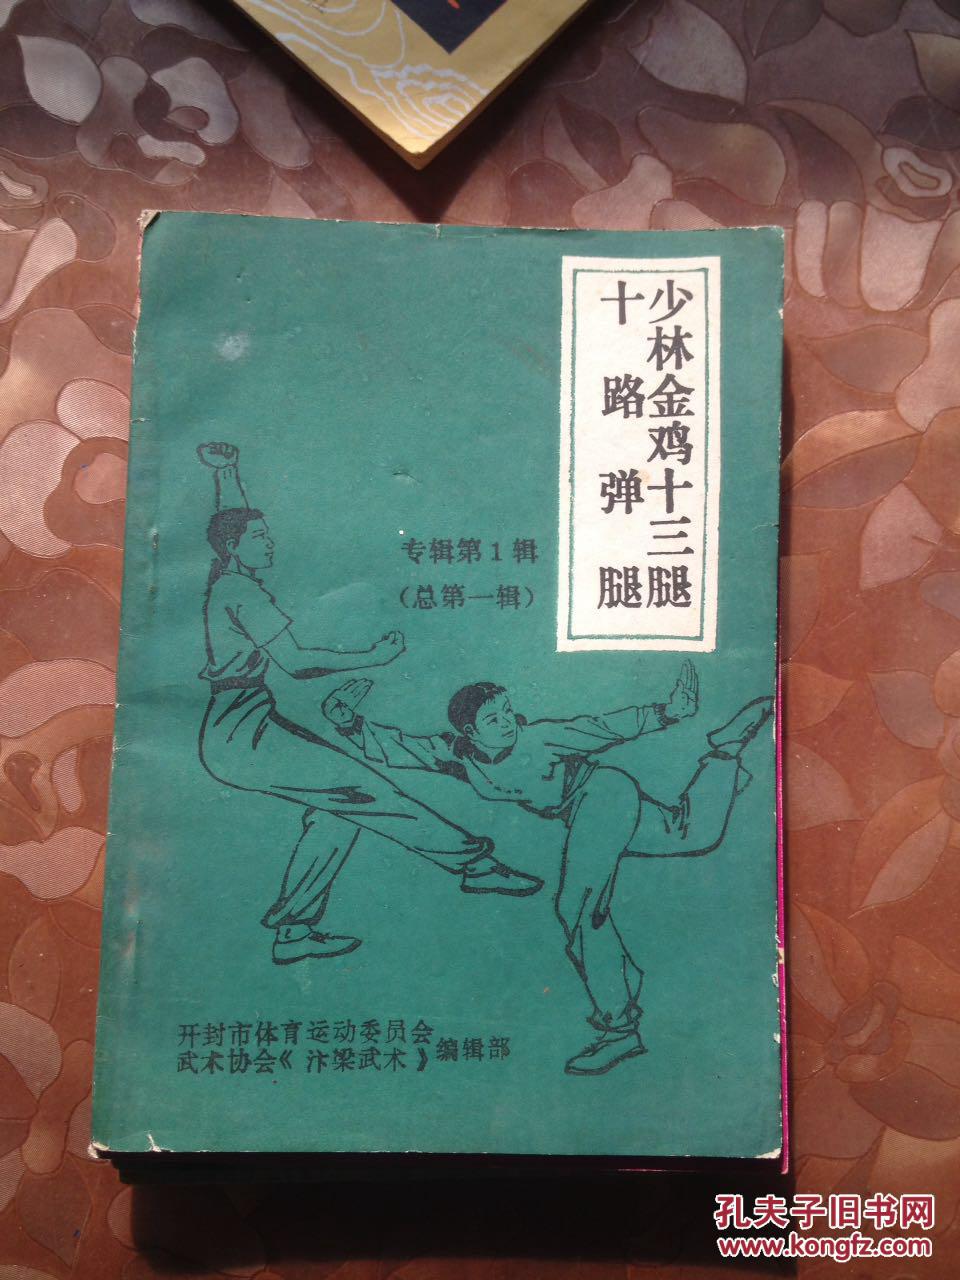 少林金鸡十三腿
十路弹腿
专辑第1辑
（总第一辑）
开封市体育运动委员会
武术协会《汴梁武术》编辑部
孔夫子旧书网
www.kongfz.com